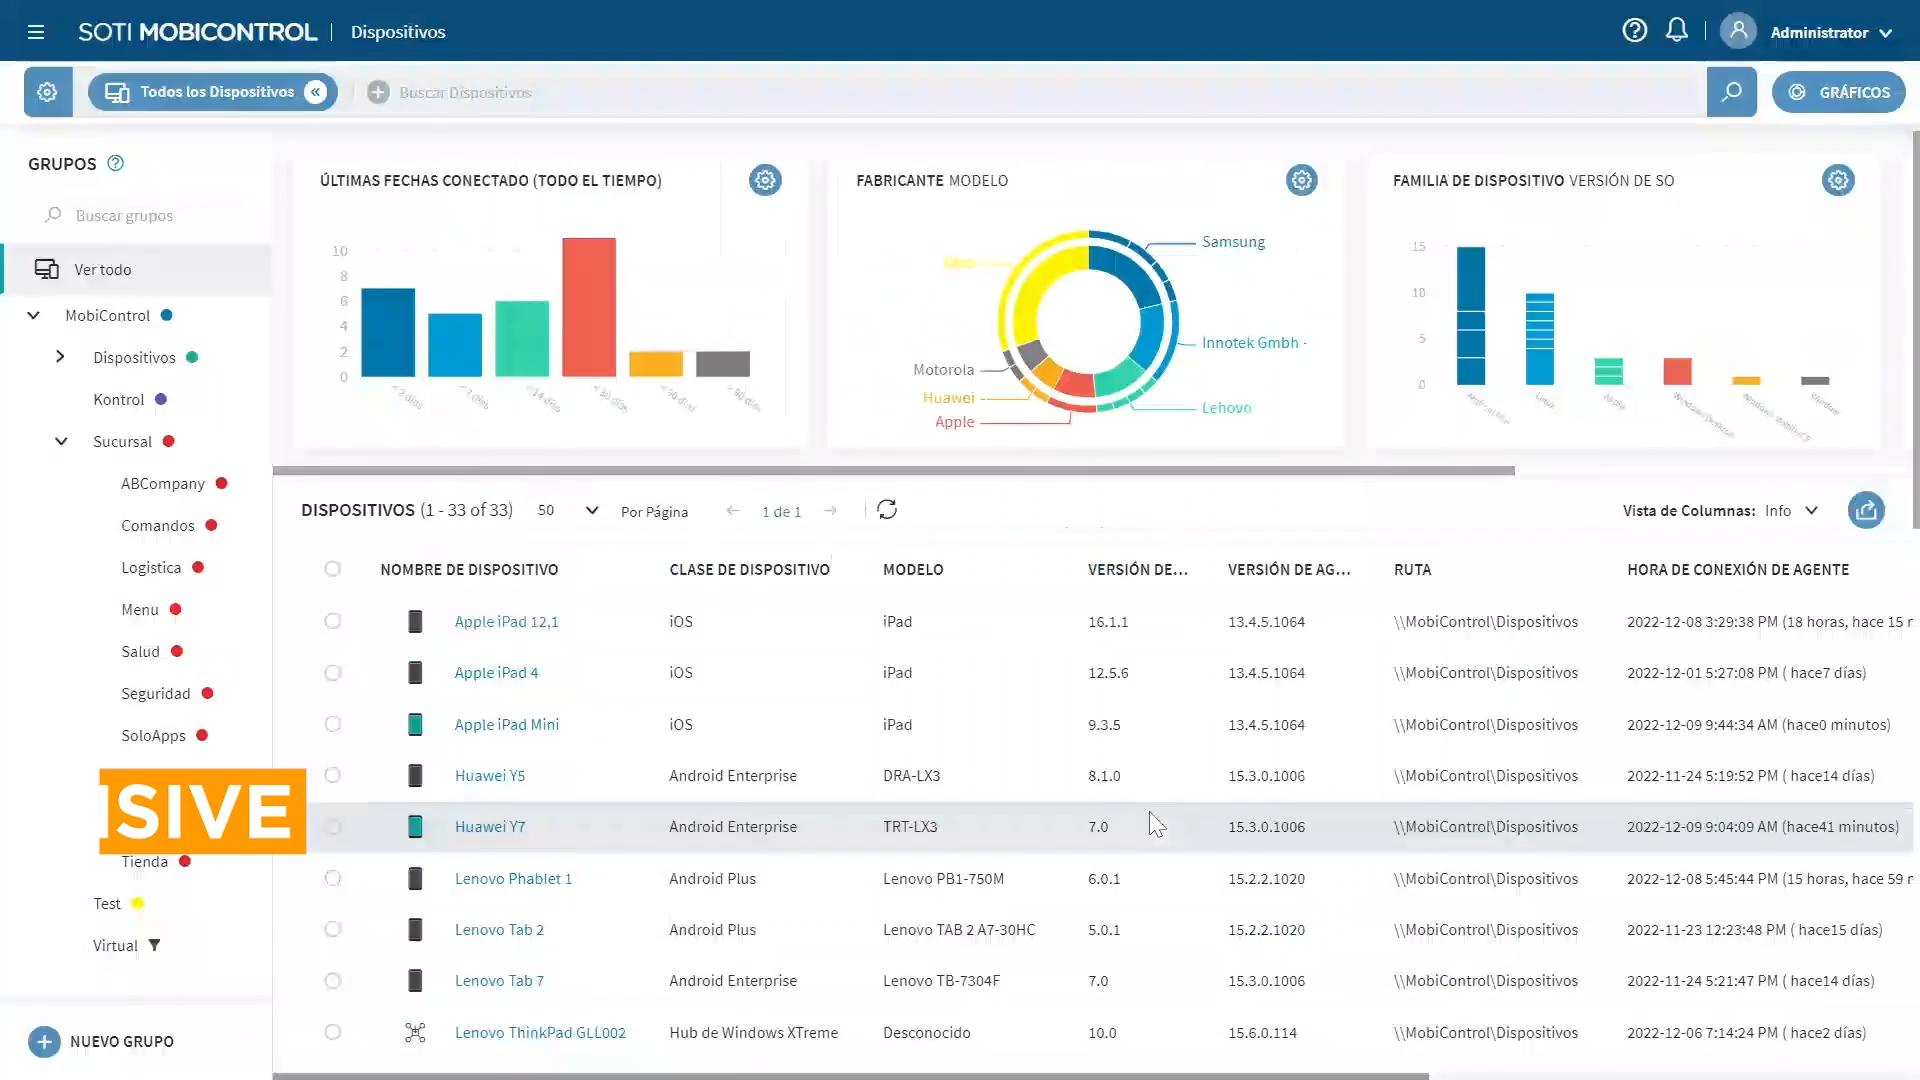 SOTI MOBICONTROL | Dispositivos
Administrator
Todos los Dispositivos
Buscar Dispositivos
GRÁFICOS
GRUPOS
Buscar grupos
Ver todo
MobiControl
Dispositivos
Kontrol
Sucursal
ABCompany
Comandos
Logistica
Menu
Salud
Seguridad
SoloApps
SIVE
Tienda
Test
Virtual
NUEVO GRUPO
ÚLTIMAS FECHAS CONECTADO (TODO EL TIEMPO)
10
8
6
4
2
0
FABRICANTE MODELO
Samsung
Innotek Gmbh -
Motorola
Huawei
Apple
FAMILIA DE DISPOSITIVO VERSIÓN DE SO
15
10
5
0
Linux
Apple
DISPOSITIVOS (1 - 33 of 33) 50 Por Página 1 de 1
Vista de Columnas: Info
NOMBRE DE DISPOSITIVO CLASE DE DISPOSITIVO MODELO VERSIÓN DE... VERSIÓN DE AG... RUTA HORA DE CONEXIÓN DE AGENTE
Apple iPad 12,1 iOS iPad 16.1.1 13.4.5.1064 \\MobiControl\Dispositivos 2022-12-08 3:29:38 PM (18 horas, hace 15
Apple iPad 4 iOS iPad 12.5.6 13.4.5.1064 \\MobiControl\Dispositivos 2022-12-01 5:27:08 PM ( hace7 días)
Apple iPad Mini iOS iPad 9.3.5 13.4.5.1064 \\MobiControl\Dispositivos 2022-12-09 9:44:34 AM (hace0 minutos)
Huawei Y5 Android Enterprise DRA-LX3 8.1.0 15.3.0.1006 \\MobiControl\Dispositivos 2022-11-24 5:19:52 PM ( hace14 días)
Huawei Y7 Android Enterprise TRT-LX3 7.0 15.3.0.1006 \\MobiControl\Dispositivos 2022-12-09 9:04:09 AM (hace41 minutos)
Lenovo Phablet 1 Android Plus Lenovo PB1-750M 6.0.1 15.2.2.1020 \\MobiControl\Dispositivos 2022-12-08 5:45:44 PM (15 horas, hace 59
Lenovo Tab 2 Android Plus Lenovo TAB 2 A7-30HC 5.0.1 15.2.2.1020 \\MobiControl\Dispositivos 2022-11-23 12:23:48 PM ( hace15 días)
Lenovo Tab 7 Android Enterprise Lenovo TB-7304F 7.0 15.3.0.1006 \\MobiControl\Dispositivos 2022-11-24 5:21:47 PM ( hace14 días)
Lenovo ThinkPad GLL002 Hub de Windows XTreme Desconocido 10.0 15.6.0.114 \\MobiControl\Dispositivos 2022-12-06 7:14:24 PM ( hace2 días)